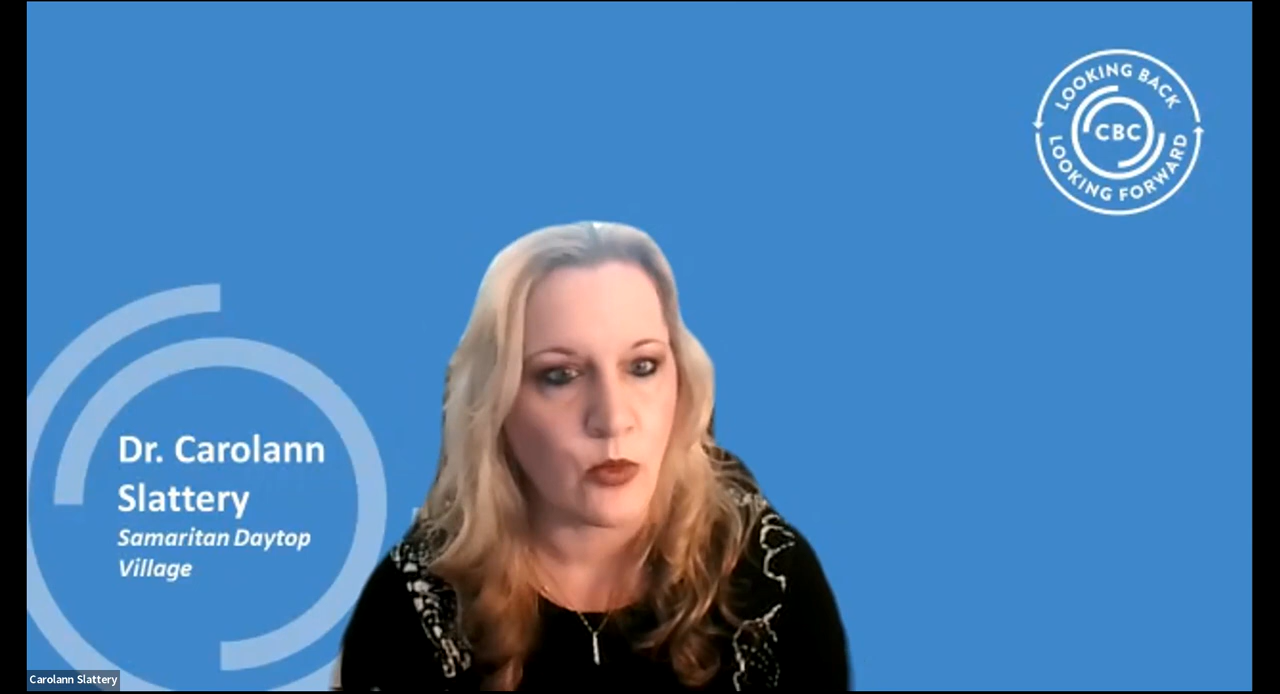 LOOKING BACK
CBC
LOOKING FORWARD
Dr. Carolann
Slattery
Samaritan Daytop
Village
Carolann Slattery